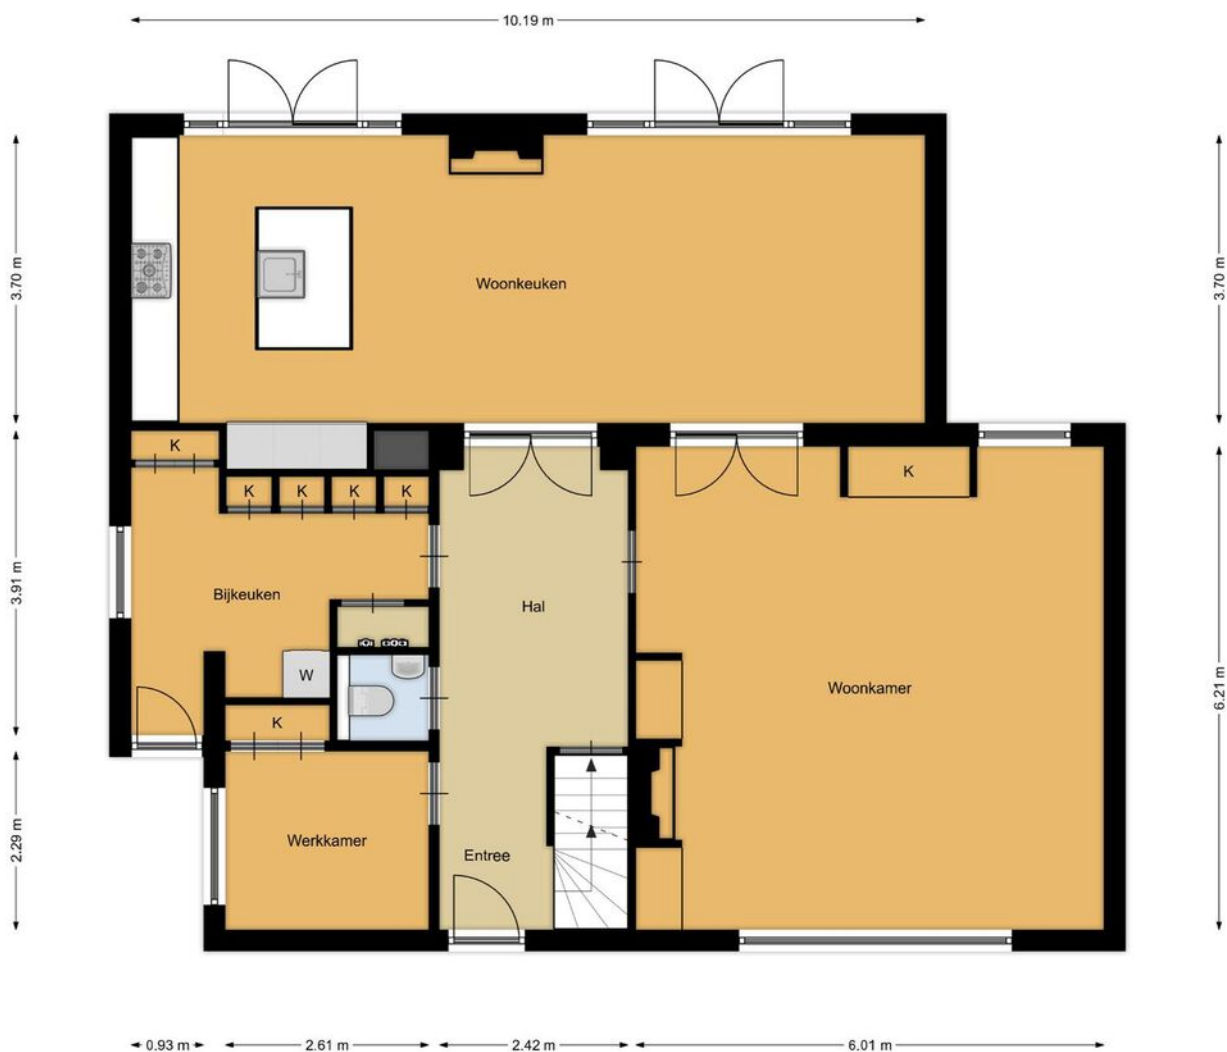 10.19 m
3.70 m
3.70 m
Woonkeuken
K
K
K
K
K
K
3.91 m
Bijkeuken
Hal
W
Woonkamer
6.21 m
K
2.29 m
Werkkamer
Entree
0.93 m
2.61 m
2.42 m
6.01 m